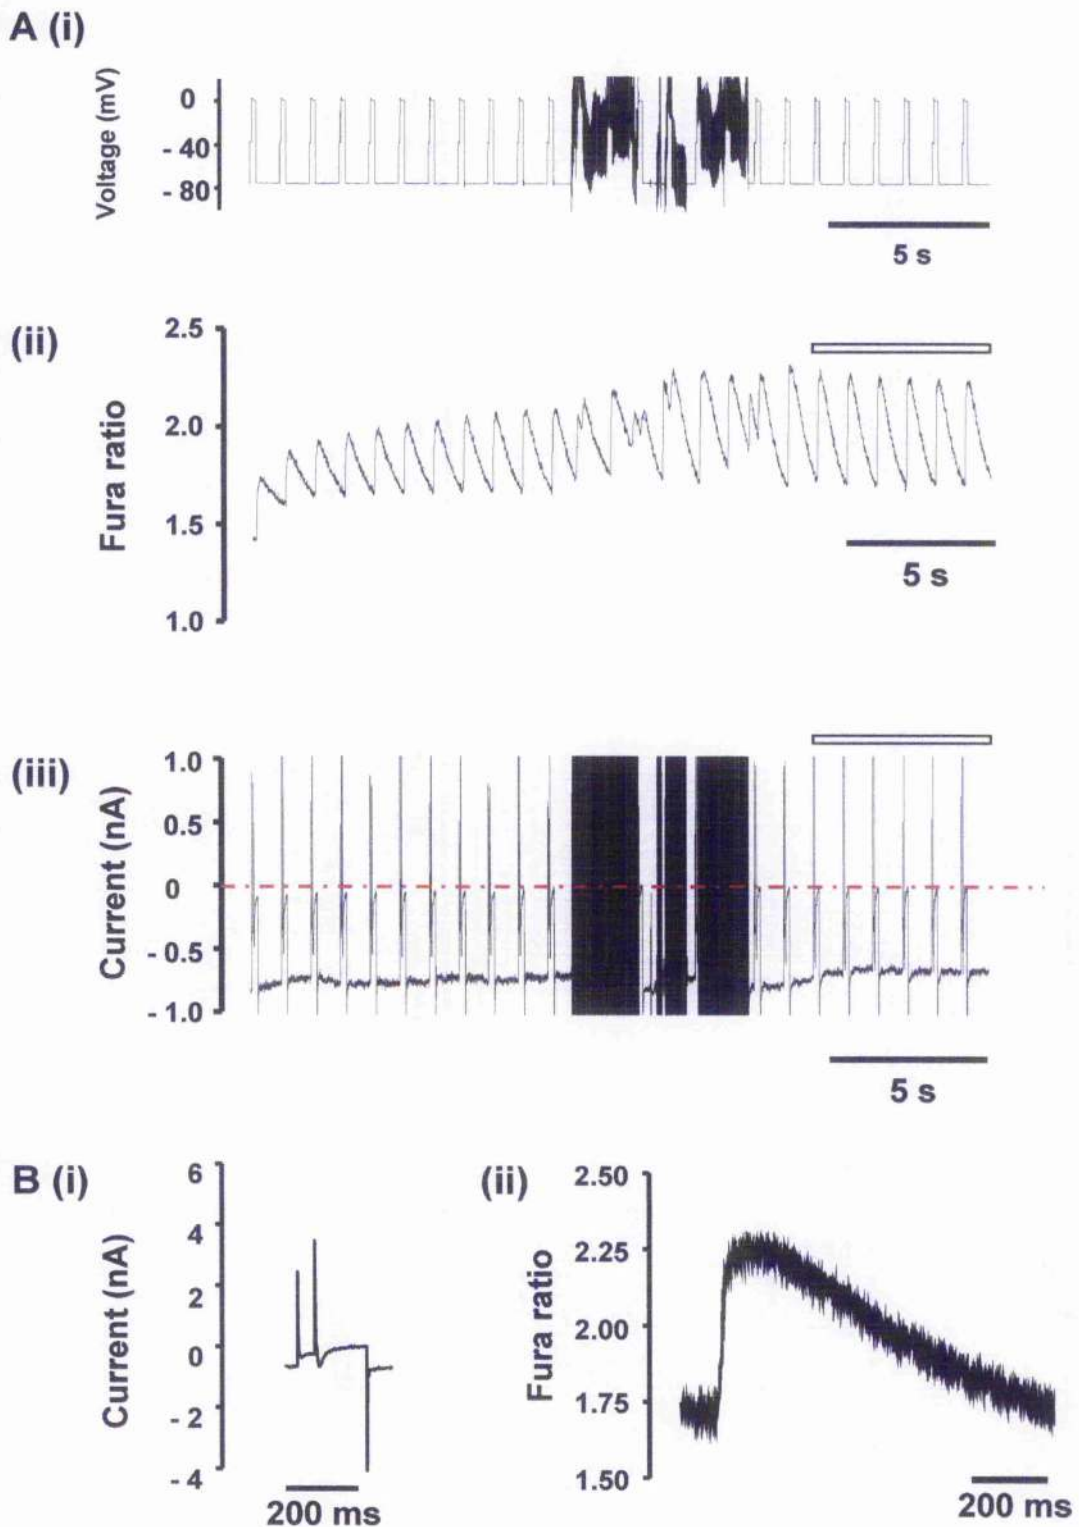 A (i)
Voltage (mV)
0
- 40
- 80
5 s
(ii)
Fura ratio
2.5
2.0
1.5
1.0
5 s
(iii)
Current (nA)
1.0
0.5
0
- 0.5
- 1.0
5 s
B (i)
Current (nA)
6
4
2
0
- 2
- 4
200 ms
(ii)
Fura ratio
2.50
2.25
2.00
1.75
1.50
200 ms